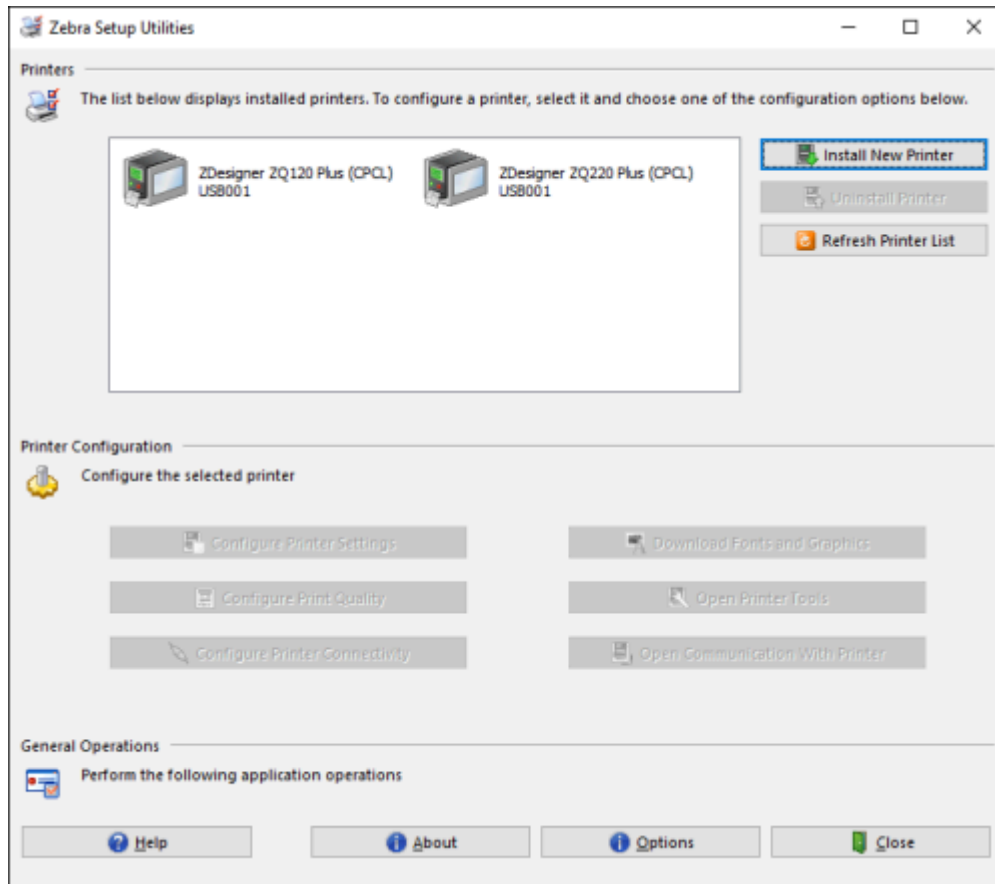 Zebra Setup Utilities
Printers
The list below displays installed printers. To configure a printer, select it and choose one of the configuration options below.
ZDesigner ZQ120 Plus (CPCL)
USB001
ZDesigner ZQ220 Plus (CPCL)
USB001
Install New Printer
Uninstall Printer
Refresh Printer List
Printer Configuration
Configure the selected printer
Configure Printer Settings
Download Fonts and Graphics
Configure Print Quality
Open Printer Tools
Configure Printer Connectivity
Open Communication With Printer
General Operations
Perform the following application operations
Help
About
Options
Close